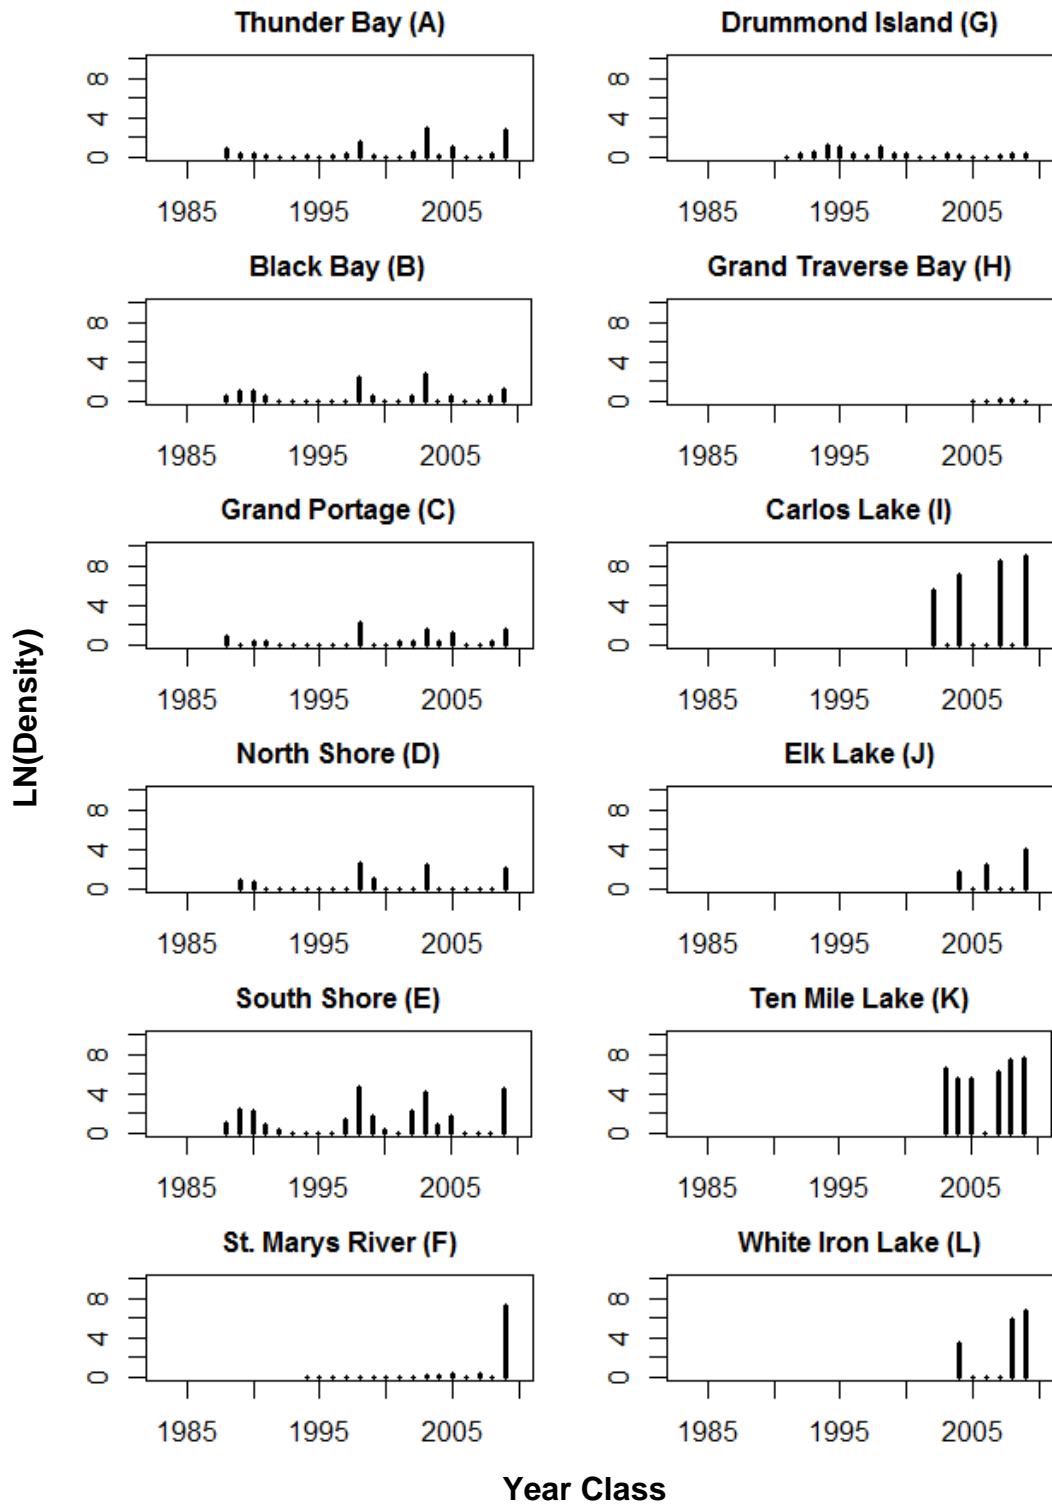 Thunder Bay (A)
Drummond Island (G)
0 4 8
0 4 8
1985 1995 2005
1985 1995 2005
Black Bay (B)
Grand Traverse Bay (H)
0 4 8
0 4 8
1985 1995 2005
1985 1995 2005
Grand Portage (C)
Carlos Lake (I)
0 4 8
0 4 8
1985 1995 2005
1985 1995 2005
North Shore (D)
Elk Lake (J)
0 4 8
0 4 8
1985 1995 2005
1985 1995 2005
South Shore (E)
Ten Mile Lake (K)
0 4 8
0 4 8
1985 1995 2005
1985 1995 2005
St. Marys River (F)
White Iron Lake (L)
0 4 8
0 4 8
1985 1995 2005
1985 1995 2005
LN(Density)
Year Class